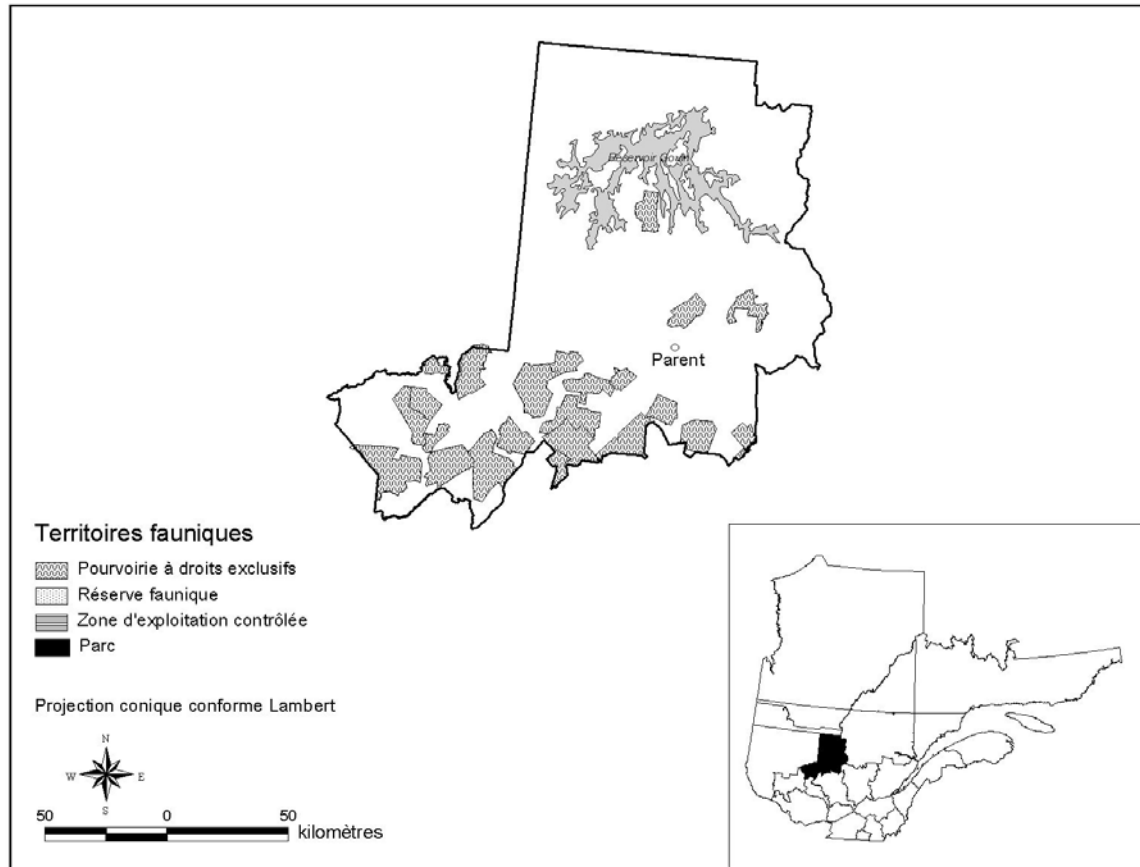 Réservoir Gouin
Parent
Territoires fauniques
Pourvoirie à droits exclusifs
Réserve faunique
Zone d'exploitation contrôlée
Parc
Projection conique conforme Lambert
N
W E
S
50 0 50
kilomètres